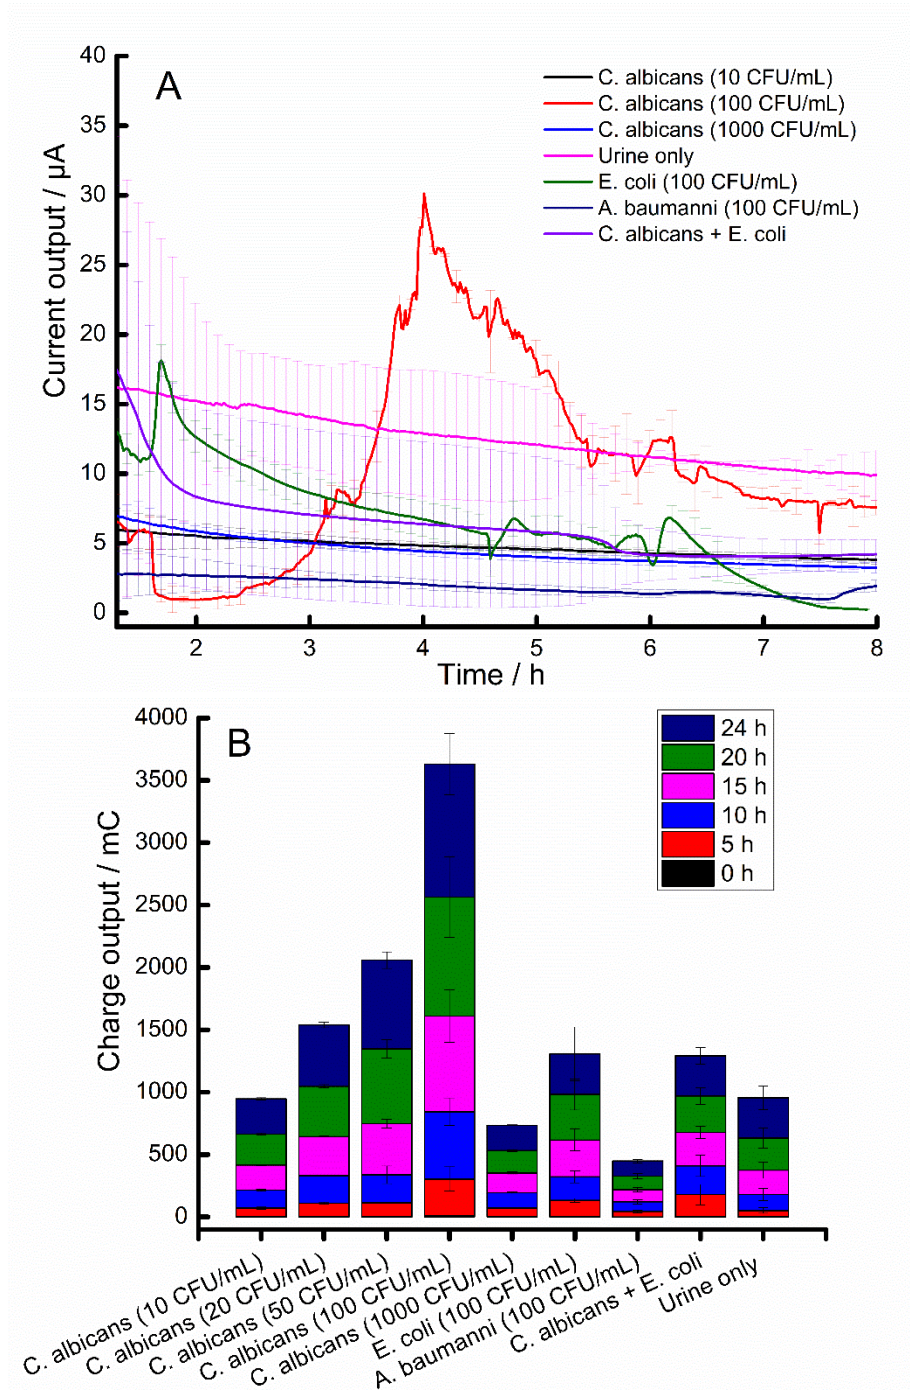 A
40
35
30
25
20
15
10
5
0
Current output / µA
C. albicans (10 CFU/mL)
C. albicans (100 CFU/mL)
C. albicans (1000 CFU/mL)
Urine only
E. coli (100 CFU/mL)
A. baumanni (100 CFU/mL)
C. albicans + E. coli
2 3 4 5 6 7 8
Time / h
B
4000
3500
3000
2500
2000
1500
1000
500
0
Charge output / mC
24 h
20 h
15 h
10 h
5 h
0 h
C. albicans (10 CFU/mL)
C. albicans (20 CFU/mL)
C. albicans (50 CFU/mL)
C. albicans (100 CFU/mL)
C. albicans (1000 CFU/mL)
E. coli (100 CFU/mL)
A. baumanni (100 CFU/mL)
C. albicans + E. coli
Urine only